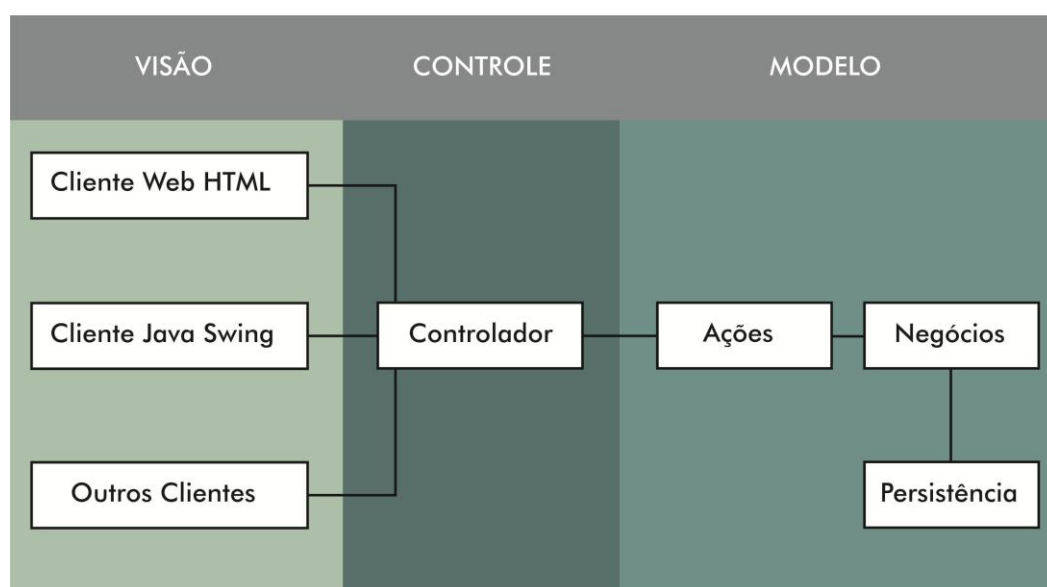 VISÃO
CONTROLE
MODELO
Cliente Web HTML
Cliente Java Swing
Controlador
Ações
Negócios
Outros Clientes
Persistência